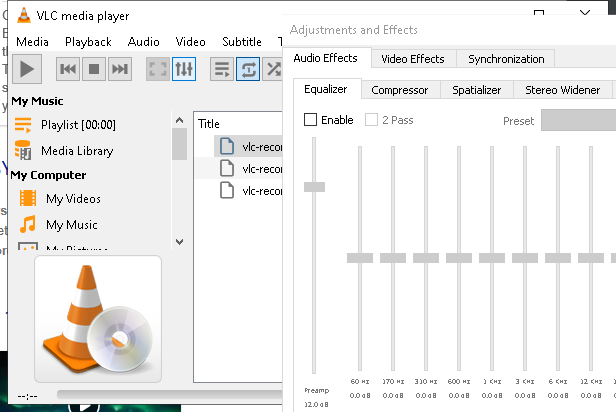 VLC media player
Media Playback Audio Video Subtitle T
My Music
Playlist [00:00]
Media Library
My Computer
My Videos
My Music
My Pictures
Title
vlc-recor
vlc-recor
vlc-recor
--:--
Adjustments and Effects
Audio Effects Video Effects Synchronization
Equalizer Compressor Spatializer Stereo Widener
Enable 2 Pass Preset
60 Hz 170 Hz 310 Hz 600 Hz 1 KHz 3 KHz 6 KHz 12 KHz
Preamp 0.0 dB 0.0 dB 0.0 dB 0.0 dB 0.0 dB 0.0 dB 0.0 dB 0.0 dB
12.0 dB